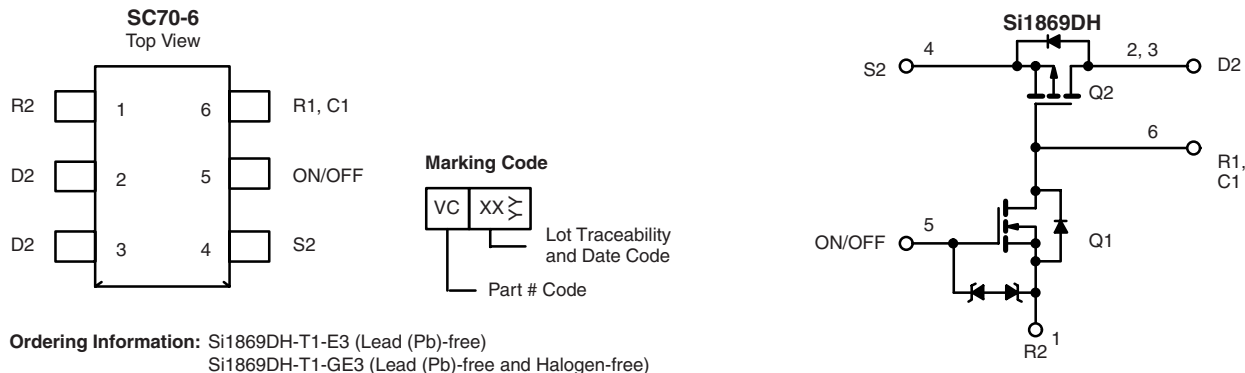 SC70-6
Top View
R2
1
6
R1, C1
D2
2
5
ON/OFF
D2
3
4
S2
Marking Code
VC
XX
YY
Lot Traceability
and Date Code
Part # Code
Ordering Information: Si1869DH-T1-E3 (Lead (Pb)-free)
Si1869DH-T1-GE3 (Lead (Pb)-free and Halogen-free)
Si1869DH
S2
4
2, 3
D2
Q2
6
R1,
C1
ON/OFF
5
Q1
1
R2